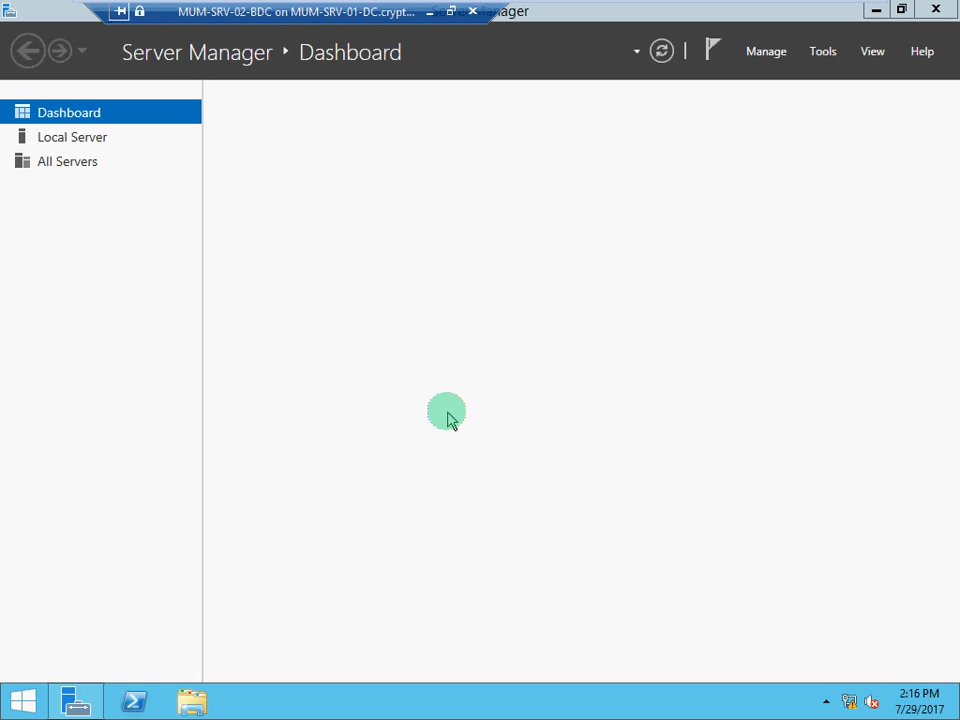 MUM-SRV-02-BDC on MUM-SRV-01-DC.crypt...
Server Manager ‣ Dashboard
Manage Tools View Help
Dashboard
Local Server
All Servers
2:16 PM
7/29/2017